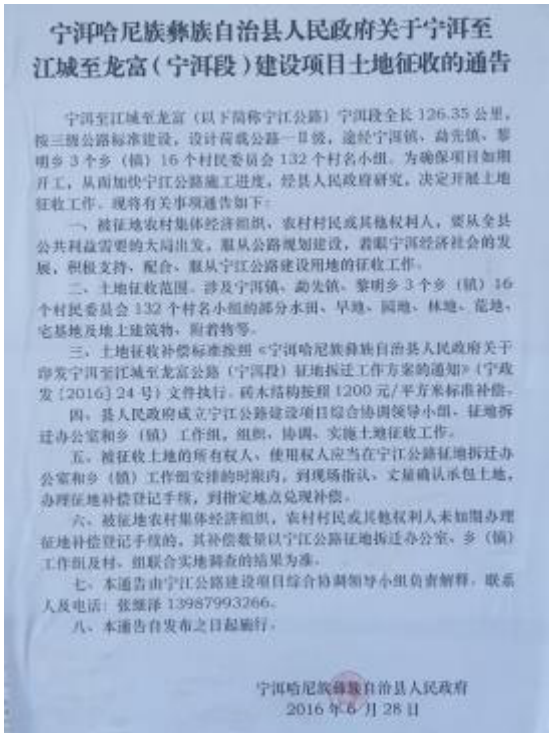 宁洱哈尼族彝族自治县人民政府关于宁洱至
江城至龙富（宁洱段）建设项目土地征收的通告
宁洱至江城至龙富（以下简称宁江公路）宁洱段全长126.35公里，
按三级公路标准建设，设计荷载公路—Ⅱ级，途经宁洱镇、勐先镇、黎
明乡3个乡（镇）16个村民委员会132个村名小组。为确保项目如期
开工，从而加快宁江公路施工进度，经县人民政府研究，决定开展土地
征收工作。现将有关事项通告如下：
一、被征地农村集体经济组织、农村村民或其他权利人，要从全县
公共利益需要的大局出发，服从公路规划建设，着眼宁洱经济社会的发
展，积极支持、配合、服从宁江公路建设用地的征收工作。
二、土地征收范围。涉及宁洱镇、勐先镇、黎明乡3个乡（镇）16
个村民委员会132个村名小组的部分水田、旱地、园地、林地、荒地、
宅基地及地上建筑物、附着物等。
三、土地征收补偿标准按照《宁洱哈尼族彝族自治县人民政府关于
印发宁洱至江城至龙富公路（宁洱段）征地拆迁工作方案的通知》（宁政
发〔2016〕24号）文件执行。砖木结构按照1200元/平方米标准补偿。
四、县人民政府成立宁江公路建设项目综合协调领导小组、征地拆
迁办公室和乡（镇）工作组，组织、协调、实施土地征收工作。
五、被征收土地的所有权人、使用权人应当在宁江公路征地拆迁办
公室和乡（镇）工作组安排的时限内，到现场指认、丈量确认承包土地，
办理征地补偿登记手续，到指定地点兑现补偿。
六、被征地农村集体经济组织，农村村民或其他权利人未如期办理
征地补偿登记手续的，其补偿数量以宁江公路征地拆迁办公室、乡（镇）
工作组及村、组联合实地调查的结果为准。
七、本通告由宁江公路建设项目综合协调领导小组负责解释。联系
人及电话：张继泽 13987993266。
八、本通告自发布之日起施行。
宁洱哈尼族彝族自治县人民政府
2016年6月28日